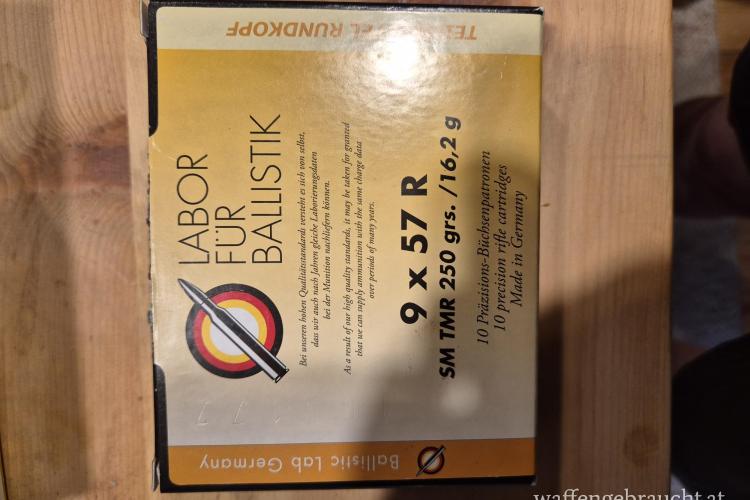 LABOR
FÜR
BALLISTIK
Bei unseren hohen Qualitätsstandards versteht es sich von selbst,
dass wir auch nach Jahren gleiche Laborierungsdaten
bei der Munition nachliefern können.
As a result of our high quality standards, it may be taken for granted
that we can supply ammunition with the same charge data
over periods of many years.
9 x 57 R
SM TMR 250 grs. /16,2 g
10 Präzisions-Büchsenpatronen
10 precision rifle cartridges
Made in Germany
RUNDKOPF
Ballistic Lab Germany
waffengebraucht.at